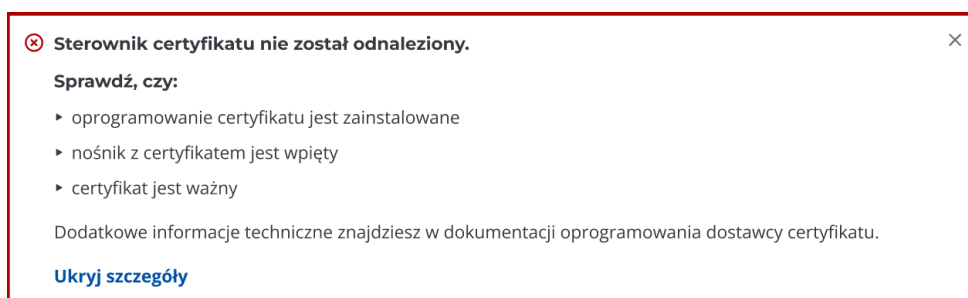 Sterownik certyfikatu nie został odnaleziony.
Sprawdź, czy:
oprogramowanie certyfikatu jest zainstalowane
nośnik z certyfikatem jest wpięty
certyfikat jest ważny
Dodatkowe informacje techniczne znajdziesz w dokumentacji oprogramowania dostawcy certyfikatu.
Ukryj szczegóły